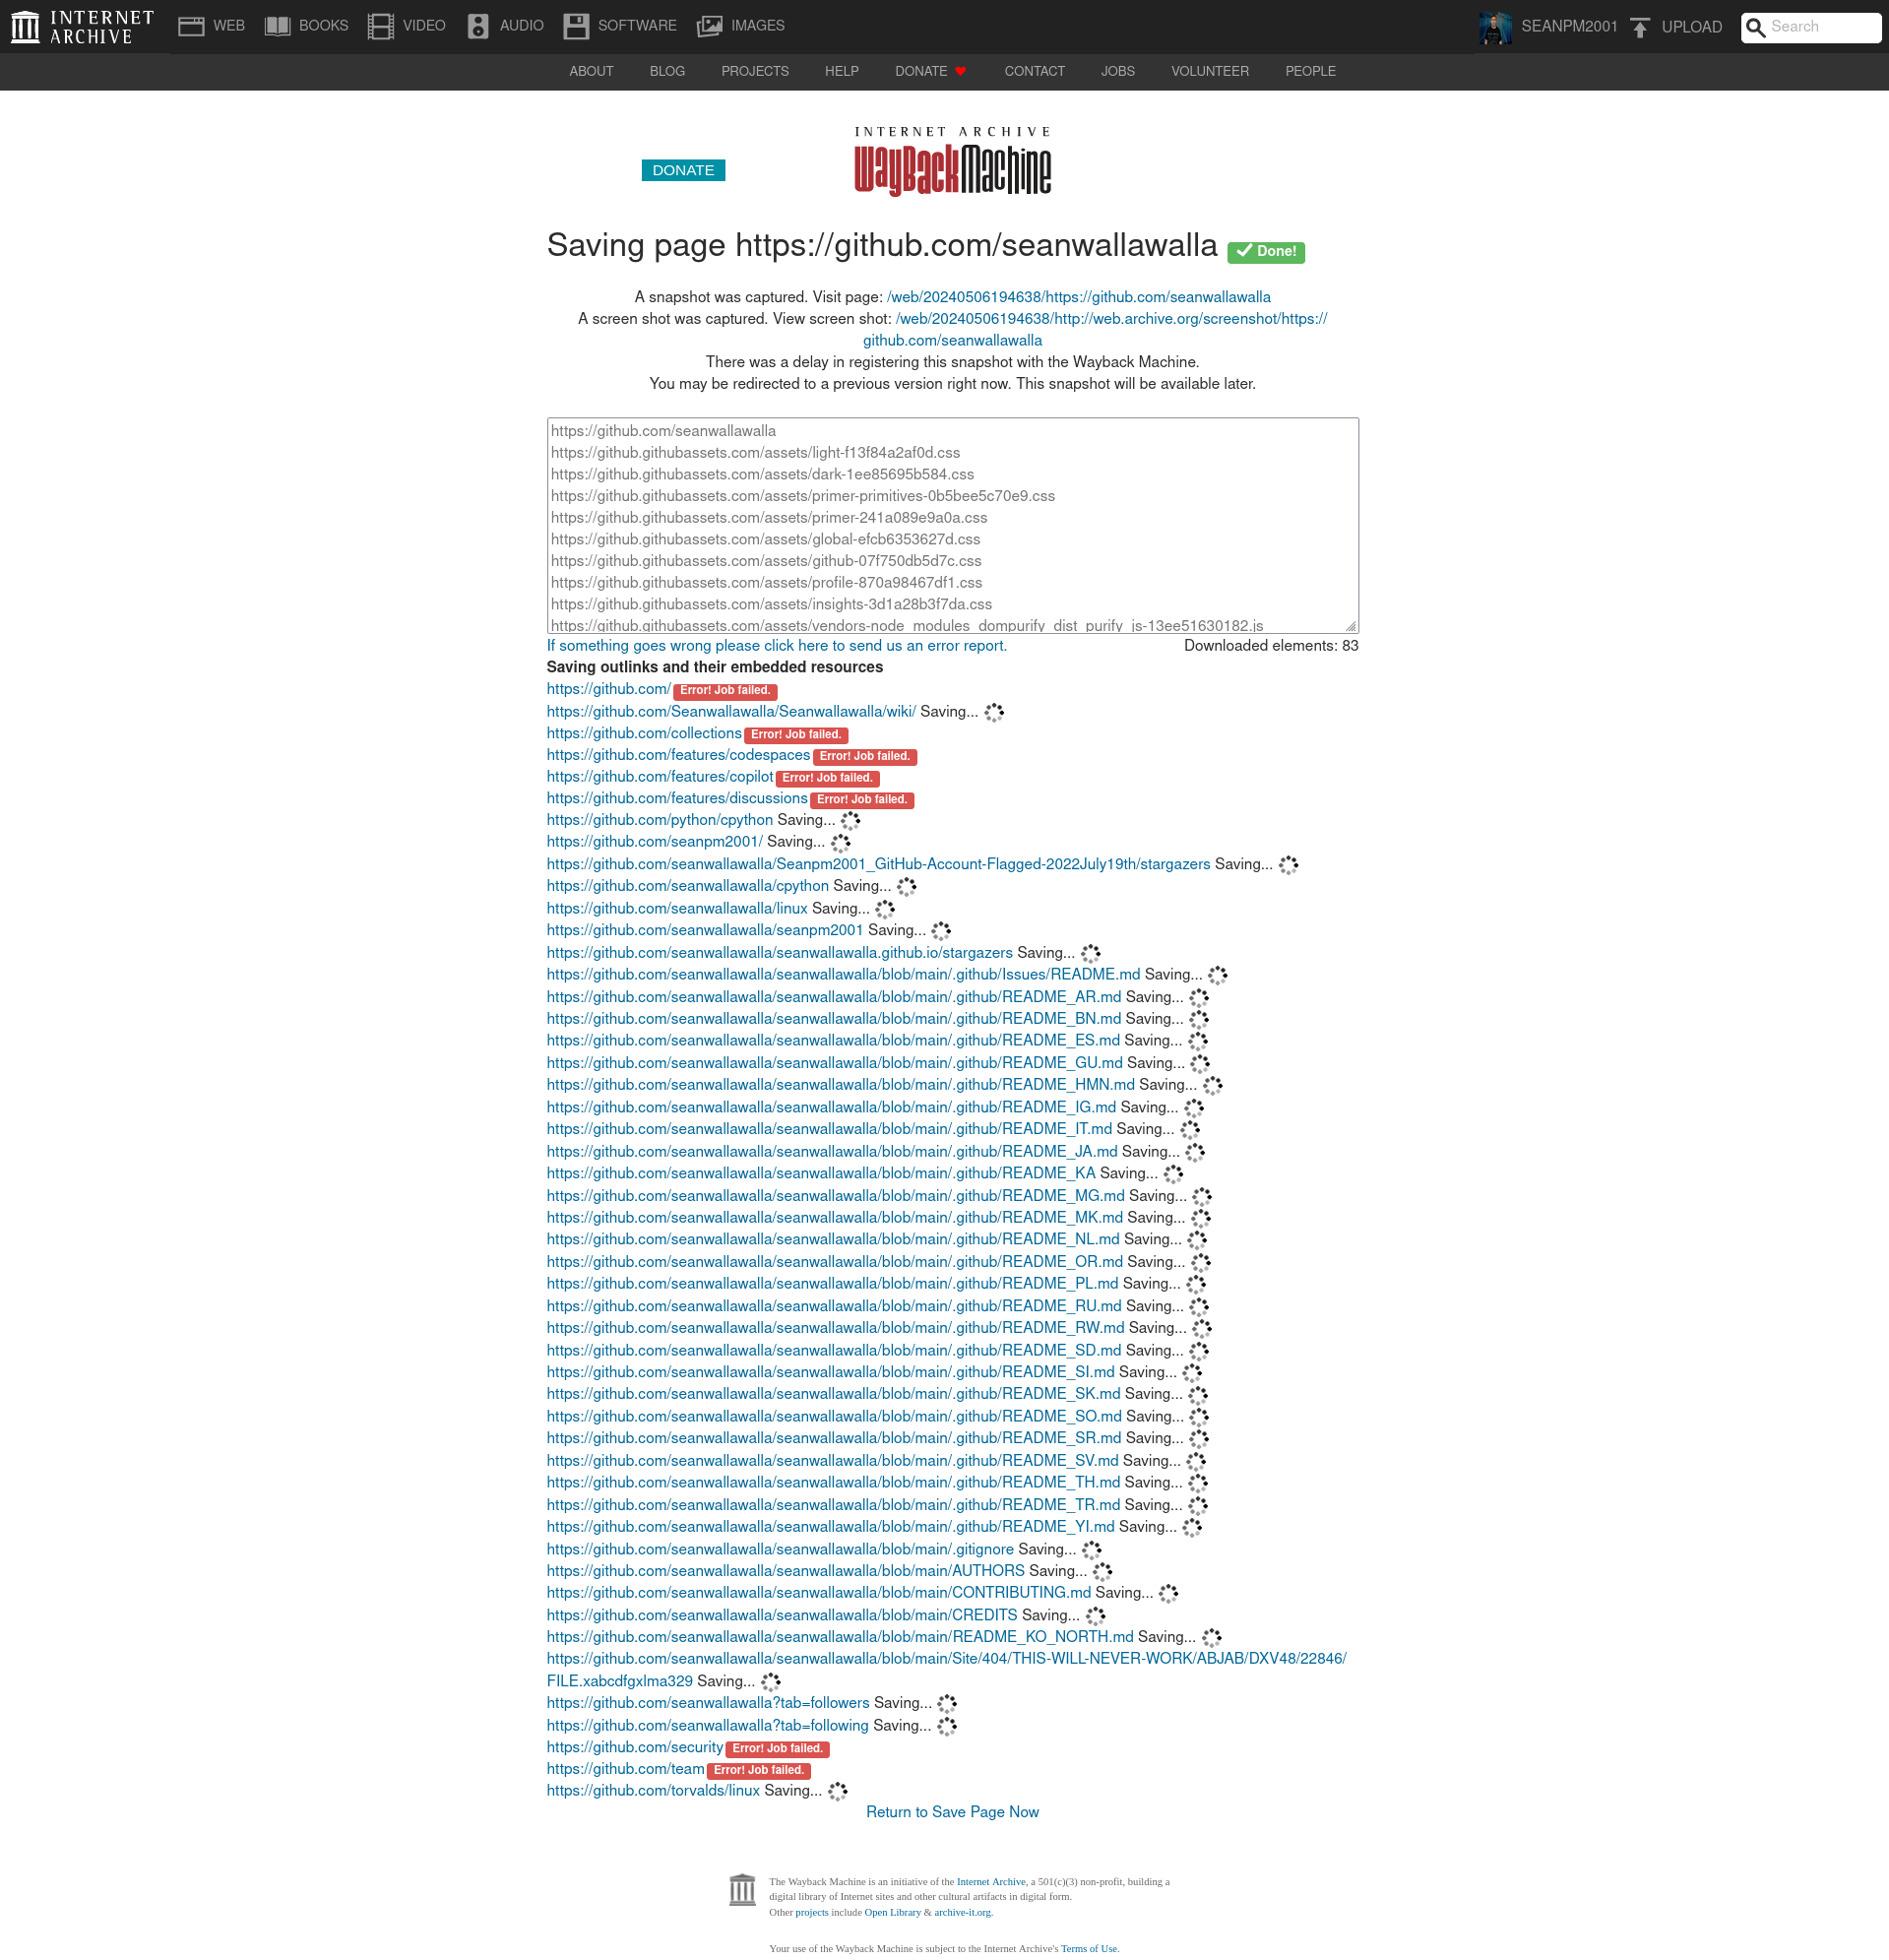 INTERNET ARCHIVE
WEB BOOKS VIDEO AUDIO SOFTWARE IMAGES SEANPM2001 UPLOAD Search
ABOUT BLOG PROJECTS HELP DONATE CONTACT JOBS VOLUNTEER PEOPLE
INTERNET ARCHIVE
WayBackMachine
DONATE
Saving page https://github.com/seanwallawalla Done!
A snapshot was captured. Visit page: /web/20240506194638/https://github.com/seanwallawalla
A screen shot was captured. View screen shot: /web/20240506194638/http://web.archive.org/screenshot/https://
github.com/seanwallawalla
There was a delay in registering this snapshot with the Wayback Machine.
You may be redirected to a previous version right now. This snapshot will be available later.
https://github.com/seanwallawalla
https://github.githubassets.com/assets/light-f13f84a2af0d.css
https://github.githubassets.com/assets/dark-1ee85695b584.css
https://github.githubassets.com/assets/primer-primitives-0b5bee5c70e9.css
https://github.githubassets.com/assets/primer-241a089e9a0a.css
https://github.githubassets.com/assets/global-efcb6353627d.css
https://github.githubassets.com/assets/github-07f750db5d7c.css
https://github.githubassets.com/assets/profile-870a98467df1.css
https://github.githubassets.com/assets/insights-3d1a28b3f7da.css
https://github.githubassets.com/assets/vendors-node_modules_dompurify_dist_purify_js-13ee51630182.js
If something goes wrong please click here to send us an error report. Downloaded elements: 83
Saving outlinks and their embedded resources
https://github.com/ Error! Job failed.
https://github.com/Seanwallawalla/Seanwallawalla/wiki/ Saving...
https://github.com/collections Error! Job failed.
https://github.com/features/codespaces Error! Job failed.
https://github.com/features/copilot Error! Job failed.
https://github.com/features/discussions Error! Job failed.
https://github.com/python/cpython Saving...
https://github.com/seanpm2001/ Saving...
https://github.com/seanwallawalla/Seanpm2001_GitHub-Account-Flagged-2022July19th/stargazers Saving...
https://github.com/seanwallawalla/cpython Saving...
https://github.com/seanwallawalla/linux Saving...
https://github.com/seanwallawalla/seanpm2001 Saving...
https://github.com/seanwallawalla/seanwallawalla.github.io/stargazers Saving...
https://github.com/seanwallawalla/seanwallawalla/blob/main/.github/Issues/README.md Saving...
https://github.com/seanwallawalla/seanwallawalla/blob/main/.github/README_AR.md Saving...
https://github.com/seanwallawalla/seanwallawalla/blob/main/.github/README_BN.md Saving...
https://github.com/seanwallawalla/seanwallawalla/blob/main/.github/README_ES.md Saving...
https://github.com/seanwallawalla/seanwallawalla/blob/main/.github/README_GU.md Saving...
https://github.com/seanwallawalla/seanwallawalla/blob/main/.github/README_HMN.md Saving...
https://github.com/seanwallawalla/seanwallawalla/blob/main/.github/README_IG.md Saving...
https://github.com/seanwallawalla/seanwallawalla/blob/main/.github/README_IT.md Saving...
https://github.com/seanwallawalla/seanwallawalla/blob/main/.github/README_JA.md Saving...
https://github.com/seanwallawalla/seanwallawalla/blob/main/.github/README_KA Saving...
https://github.com/seanwallawalla/seanwallawalla/blob/main/.github/README_MG.md Saving...
https://github.com/seanwallawalla/seanwallawalla/blob/main/.github/README_MK.md Saving...
https://github.com/seanwallawalla/seanwallawalla/blob/main/.github/README_NL.md Saving...
https://github.com/seanwallawalla/seanwallawalla/blob/main/.github/README_OR.md Saving...
https://github.com/seanwallawalla/seanwallawalla/blob/main/.github/README_PL.md Saving...
https://github.com/seanwallawalla/seanwallawalla/blob/main/.github/README_RU.md Saving...
https://github.com/seanwallawalla/seanwallawalla/blob/main/.github/README_RW.md Saving...
https://github.com/seanwallawalla/seanwallawalla/blob/main/.github/README_SD.md Saving...
https://github.com/seanwallawalla/seanwallawalla/blob/main/.github/README_SI.md Saving...
https://github.com/seanwallawalla/seanwallawalla/blob/main/.github/README_SK.md Saving...
https://github.com/seanwallawalla/seanwallawalla/blob/main/.github/README_SO.md Saving...
https://github.com/seanwallawalla/seanwallawalla/blob/main/.github/README_SR.md Saving...
https://github.com/seanwallawalla/seanwallawalla/blob/main/.github/README_SV.md Saving...
https://github.com/seanwallawalla/seanwallawalla/blob/main/.github/README_TH.md Saving...
https://github.com/seanwallawalla/seanwallawalla/blob/main/.github/README_TR.md Saving...
https://github.com/seanwallawalla/seanwallawalla/blob/main/.github/README_YI.md Saving...
https://github.com/seanwallawalla/seanwallawalla/blob/main/.gitignore Saving...
https://github.com/seanwallawalla/seanwallawalla/blob/main/AUTHORS Saving...
https://github.com/seanwallawalla/seanwallawalla/blob/main/CONTRIBUTING.md Saving...
https://github.com/seanwallawalla/seanwallawalla/blob/main/CREDITS Saving...
https://github.com/seanwallawalla/seanwallawalla/blob/main/README_KO_NORTH.md Saving...
https://github.com/seanwallawalla/seanwallawalla/blob/main/Site/404/THIS-WILL-NEVER-WORK/ABJAB/DXV48/22846/
FILE.xabcdfgxlma329 Saving...
https://github.com/seanwallawalla?tab=followers Saving...
https://github.com/seanwallawalla?tab=following Saving...
https://github.com/security Error! Job failed.
https://github.com/team Error! Job failed.
https://github.com/torvalds/linux Saving...
Return to Save Page Now
The Wayback Machine is an initiative of the Internet Archive, a 501(c)(3) non-profit, building a
digital library of Internet sites and other cultural artifacts in digital form.
Other projects include Open Library & archive-it.org.
Your use of the Wayback Machine is subject to the Internet Archive's Terms of Use.